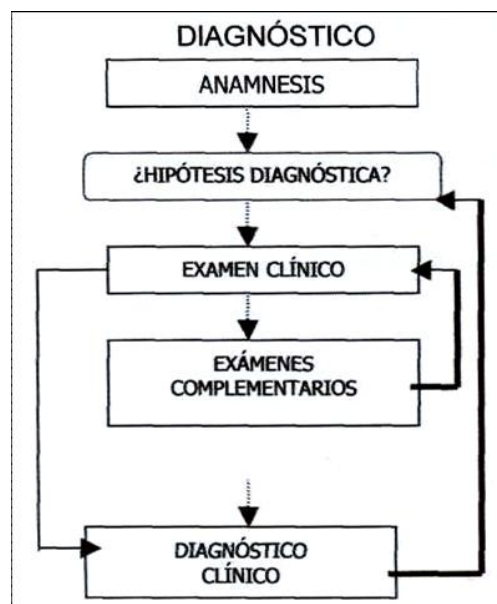 DIAGNÓSTICO
ANAMNESIS
¿HIPÓTESIS DIAGNÓSTICA?
EXAMEN CLÍNICO
EXÁMENES
COMPLEMENTARIOS
DIAGNÓSTICO
CLÍNICO